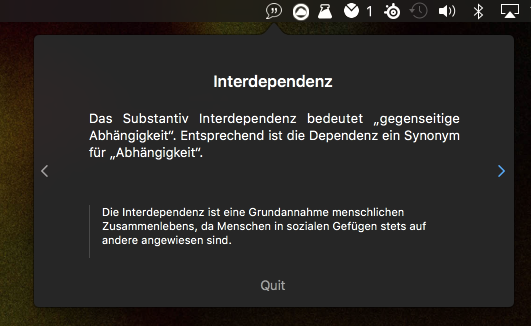 1
Interdependenz
Das Substantiv Interdependenz bedeutet „gegenseitige
Abhängigkeit“. Entsprechend ist die Dependenz ein Synonym
für „Abhängigkeit“.
Die Interdependenz ist eine Grundannahme menschlichen
Zusammenlebens, da Menschen in sozialen Gefügen stets auf
andere angewiesen sind.
Quit